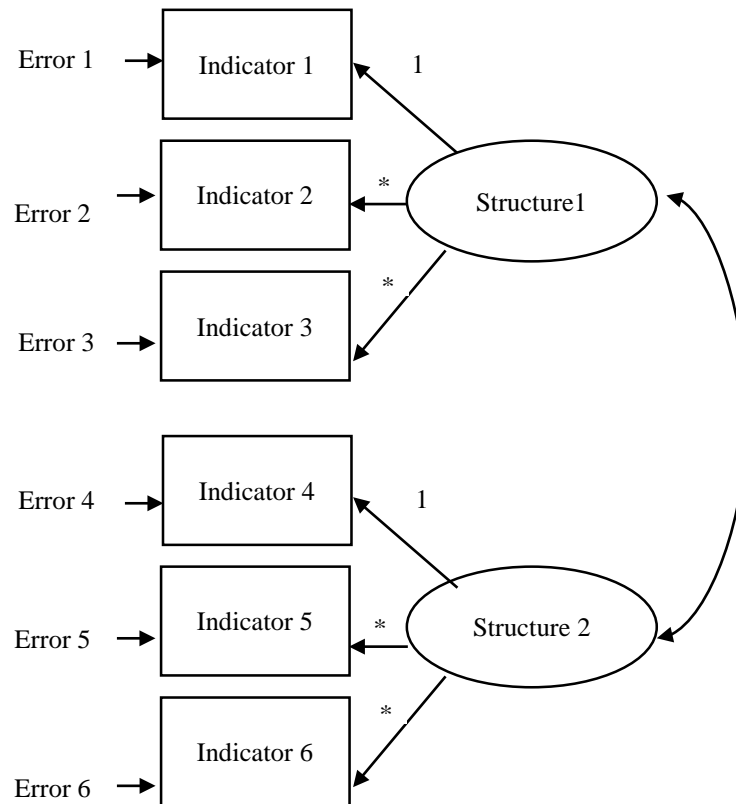 Error 1
Indicator 1
1
Error 2
Indicator 2
*
Structure1
Error 3
Indicator 3
*
Error 4
Indicator 4
1
Error 5
Indicator 5
*
Structure 2
Error 6
Indicator 6
*